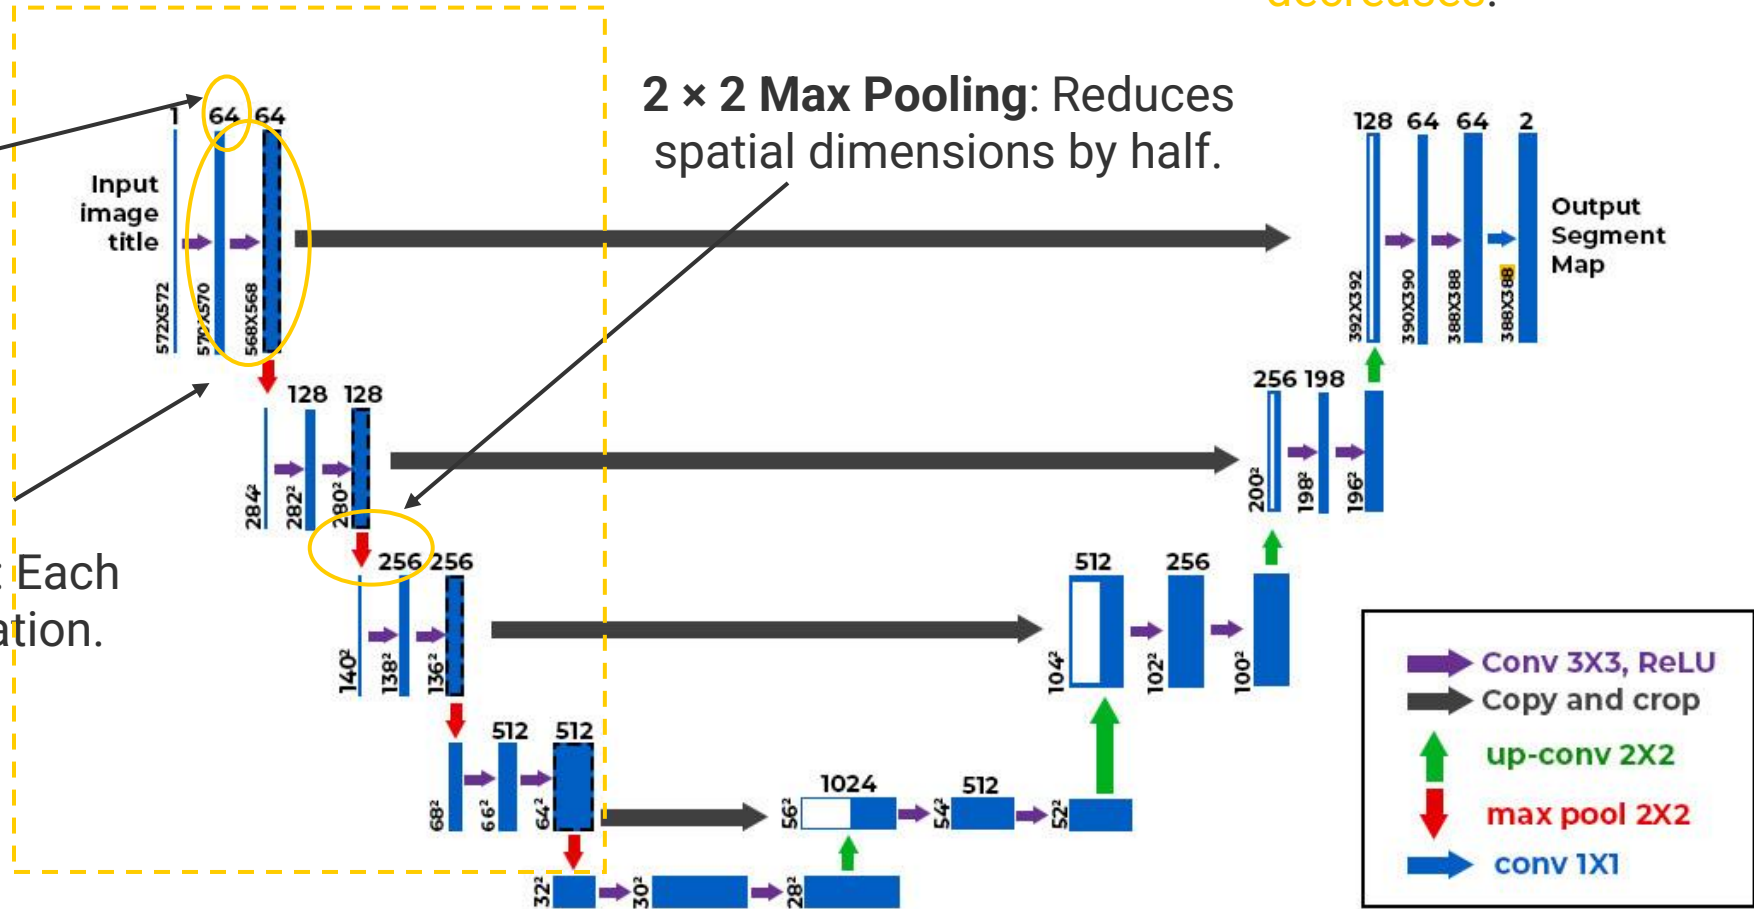 decreases.
2 × 2 Max Pooling: Reduces
spatial dimensions by half.
1 64 64
Input
image
title
572X572
570X570
568X568
128 64 64 2
392X392
390X390
388X388
388X388
Output
Segment
Map
128 128
284²
282²
280²
256 198
200²
198²
196²
: Each
ation.
256 256
140²
138²
136²
512 256
104²
102²
100²
512 512
68²
66²
64²
1024 512
56²
54²
52²
32²
30²
28²
Conv 3X3, ReLU
Copy and crop
up-conv 2X2
max pool 2X2
conv 1X1